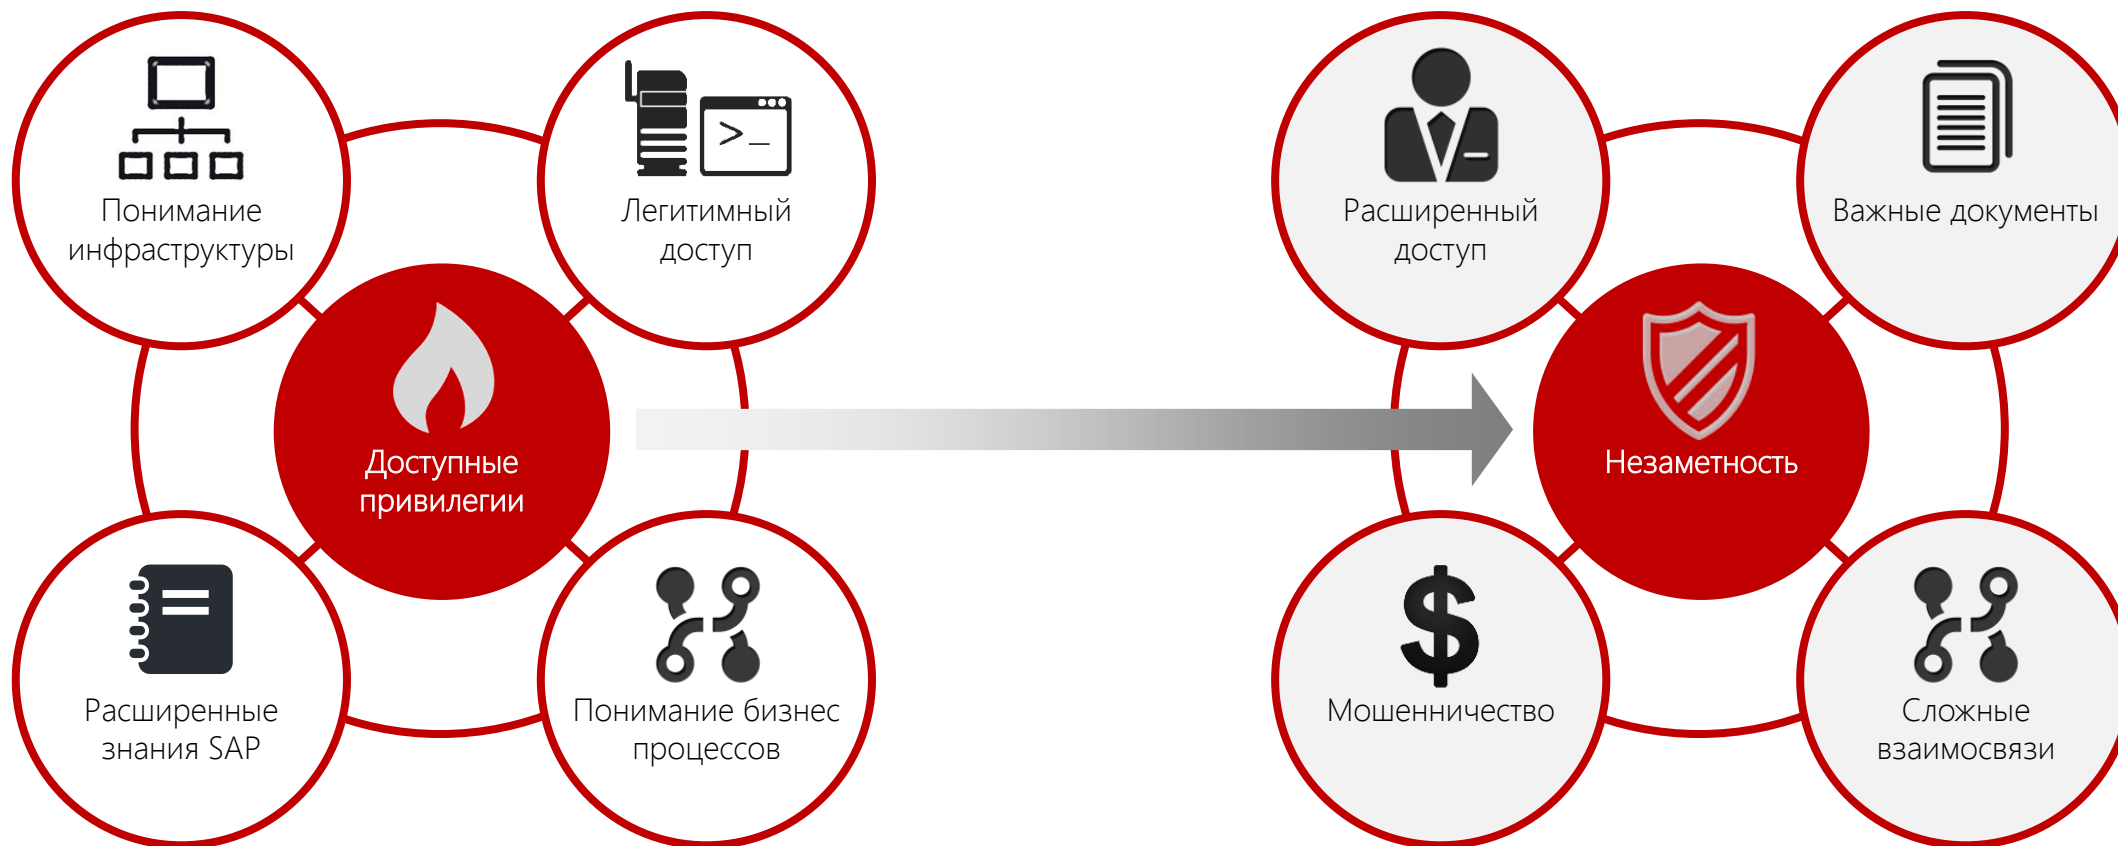 Понимание
инфраструктуры
Легитимный
доступ
Доступные
привилегии
Расширенные
знания SAP
Понимание бизнес
процессов
Расширенный
доступ
Важные документы
Незаметность
Мошенничество
Сложные
взаимосвязи